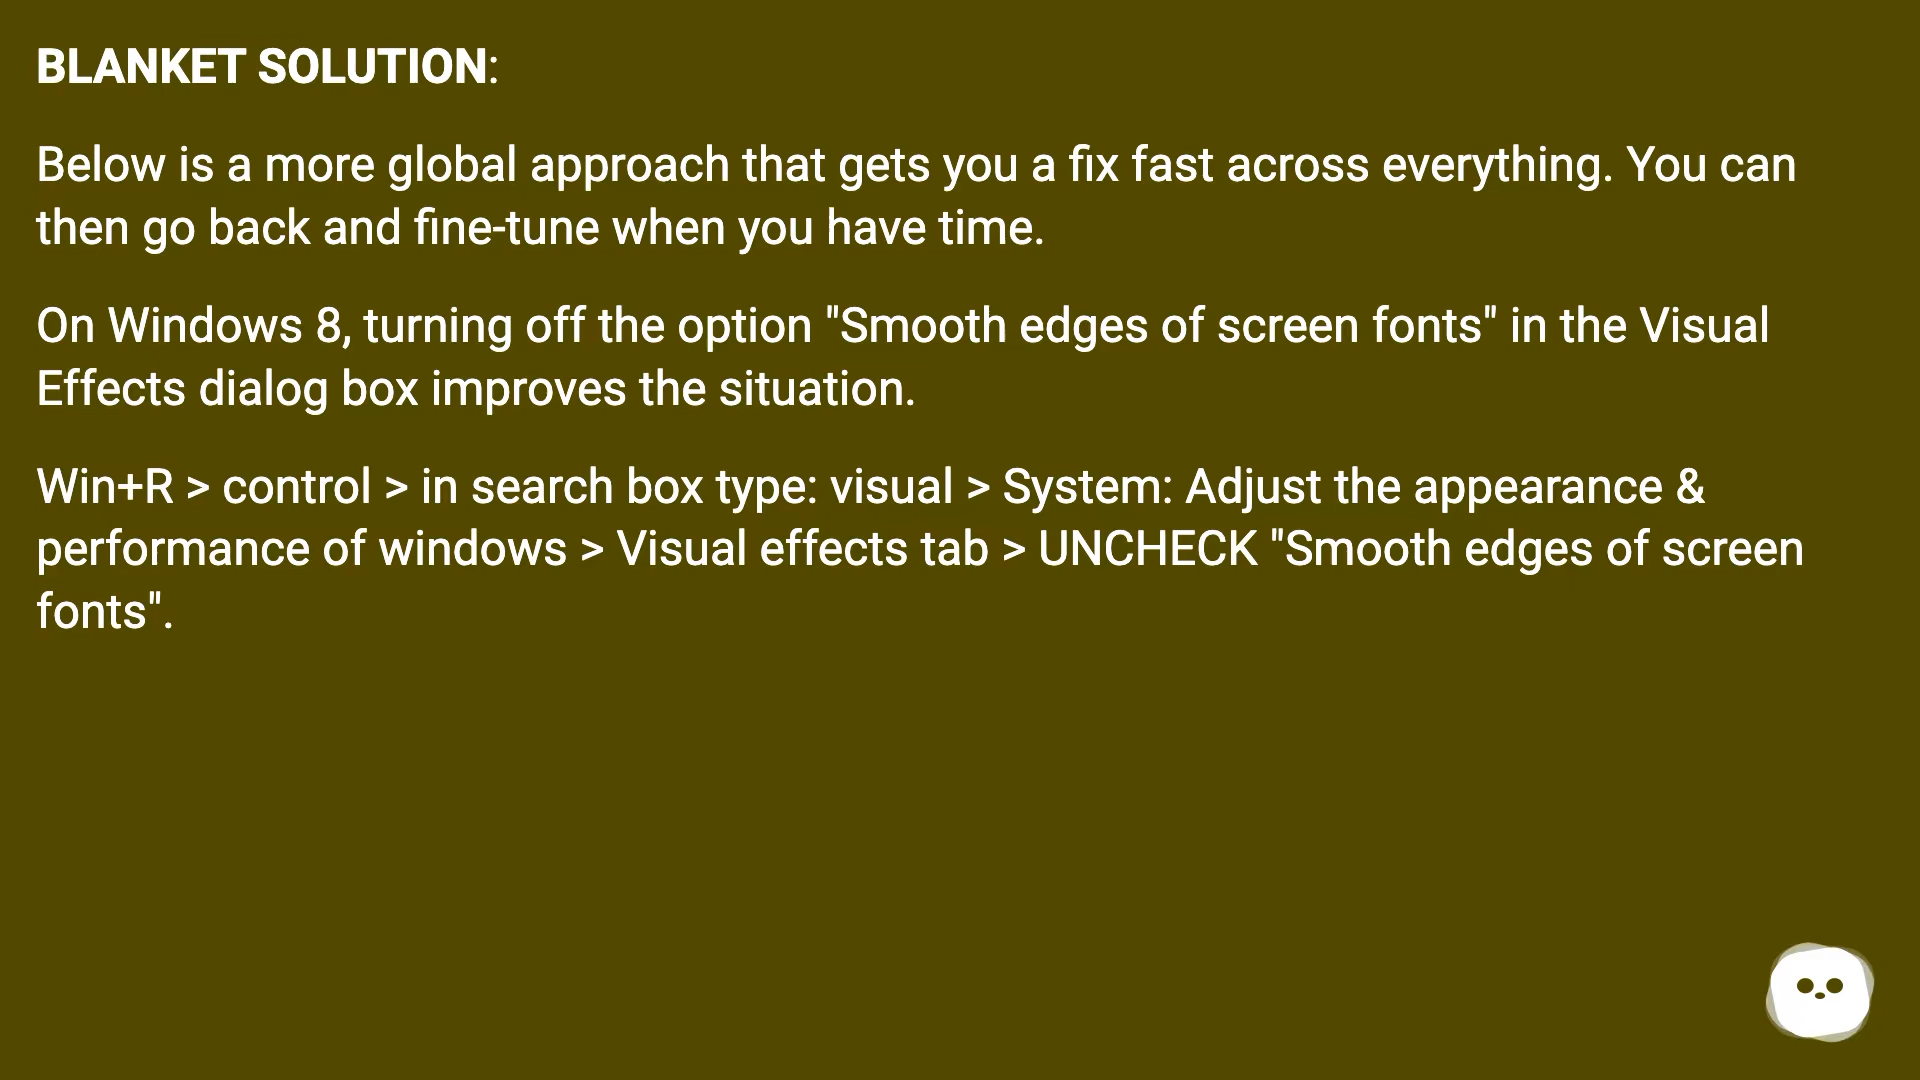 BLANKET SOLUTION:
Below is a more global approach that gets you a fix fast across everything. You can
then go back and fine-tune when you have time.
On Windows 8, turning off the option "Smooth edges of screen fonts" in the Visual
Effects dialog box improves the situation.
Win+R > control > in search box type: visual > System: Adjust the appearance &
performance of windows > Visual effects tab > UNCHECK "Smooth edges of screen
fonts".